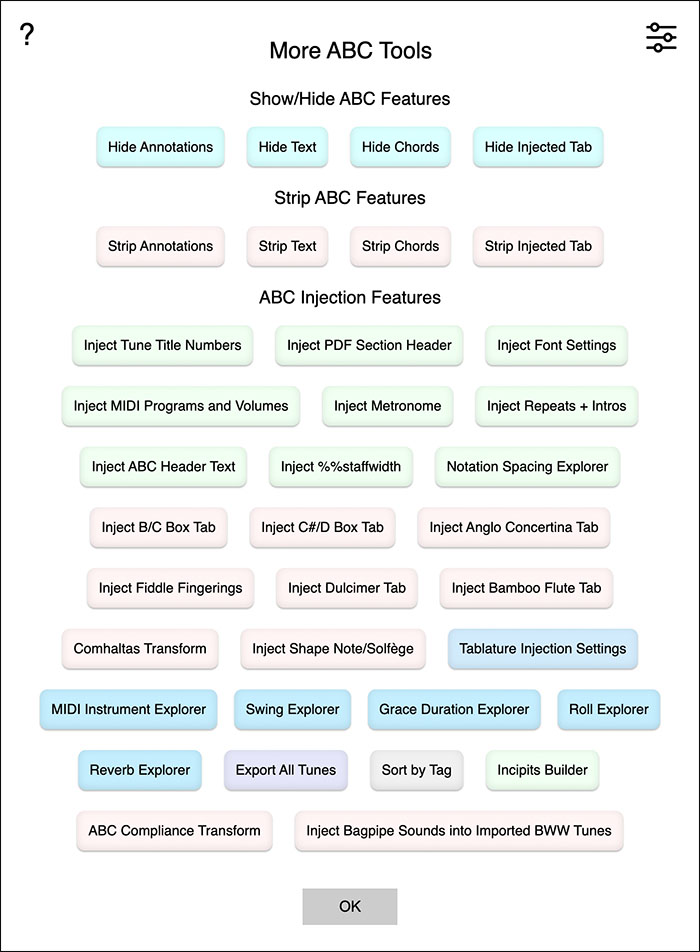 ?
More ABC Tools
Show/Hide ABC Features
Hide Annotations Hide Text Hide Chords Hide Injected Tab
Strip ABC Features
Strip Annotations Strip Text Strip Chords Strip Injected Tab
ABC Injection Features
Inject Tune Title Numbers Inject PDF Section Header Inject Font Settings
Inject MIDI Programs and Volumes Inject Metronome Inject Repeats + Intros
Inject ABC Header Text Inject %%staffwidth Notation Spacing Explorer
Inject B/C Box Tab Inject C#/D Box Tab Inject Anglo Concertina Tab
Inject Fiddle Fingerings Inject Dulcimer Tab Inject Bamboo Flute Tab
Comhaltas Transform Inject Shape Note/Solfège Tablature Injection Settings
MIDI Instrument Explorer Swing Explorer Grace Duration Explorer Roll Explorer
Reverb Explorer Export All Tunes Sort by Tag Incipits Builder
ABC Compliance Transform Inject Bagpipe Sounds into Imported BWW Tunes
OK